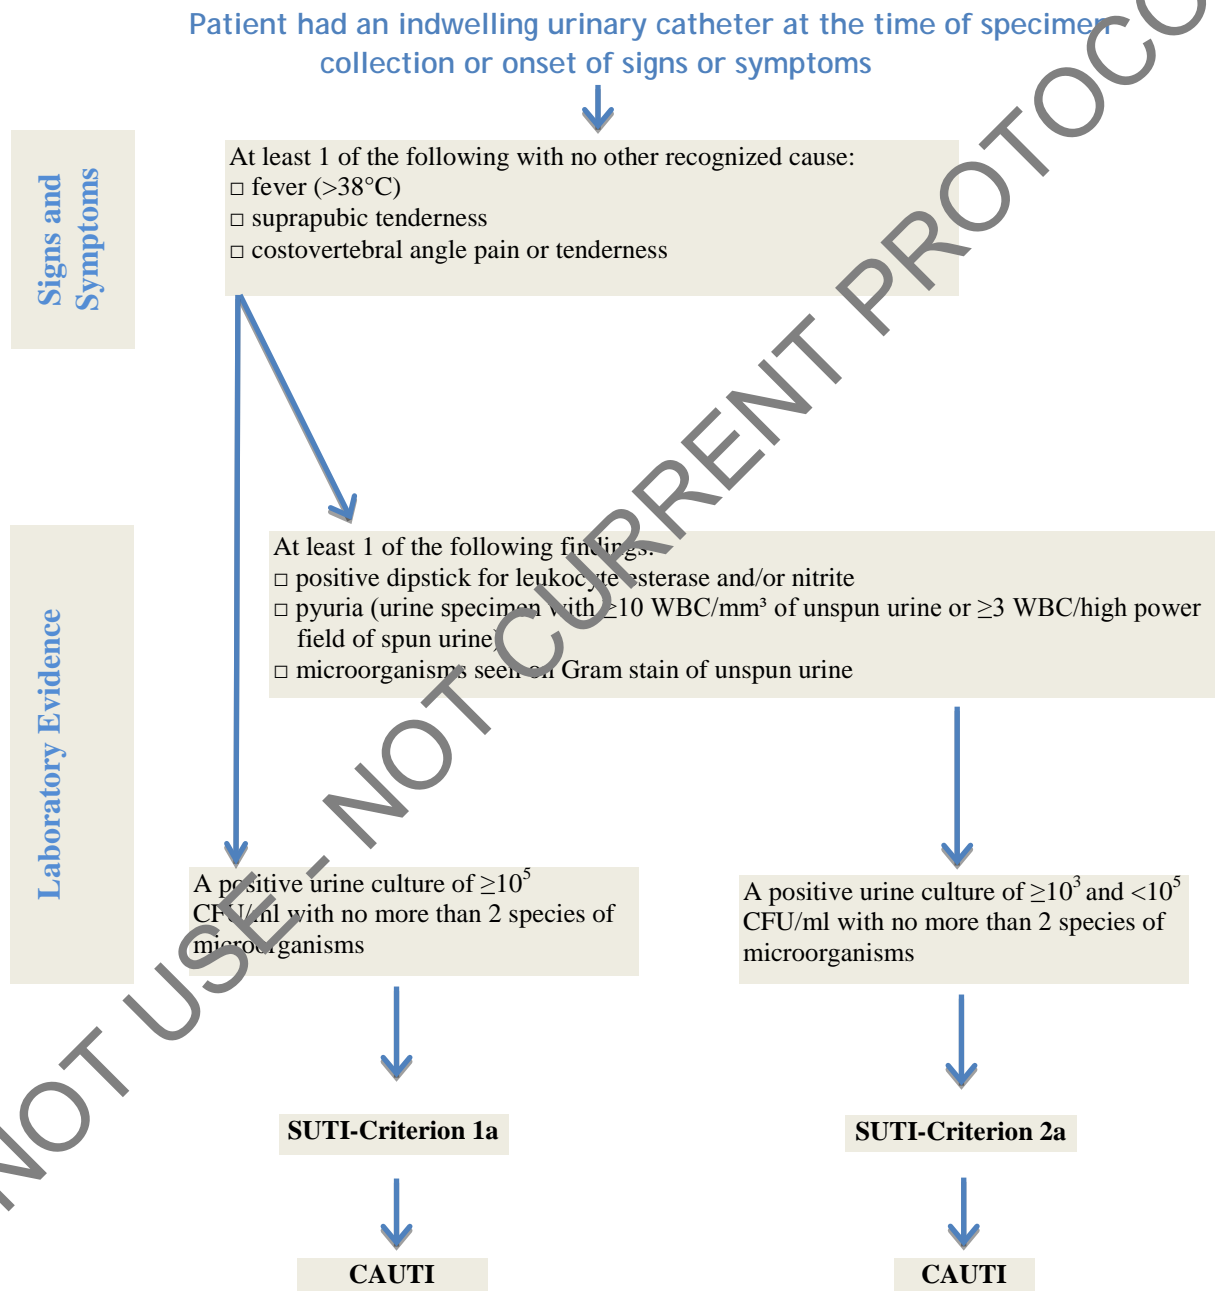 Patient had an indwelling urinary catheter at the time of specimen
collection or onset of signs or symptoms
Signs and
Symptoms
At least 1 of the following with no other recognized cause:
□ fever (>38°C)
□ suprapubic tenderness
□ costovertebral angle pain or tenderness
Laboratory Evidence
At least 1 of the following findings:
□ positive dipstick for leukocyte esterase and/or nitrite
□ pyuria (urine specimen with ≥10 WBC/mm³ of unspun urine or ≥3 WBC/high power
field of spun urine)
□ microorganisms seen on Gram stain of unspun urine
A positive urine culture of ≥10⁵
CFU/ml with no more than 2 species of
microorganisms
A positive urine culture of ≥10³ and <10⁵
CFU/ml with no more than 2 species of
microorganisms
SUTI-Criterion 1a
SUTI-Criterion 2a
CAUTI
CAUTI
NOT USE - NOT CURRENT PROTOCO